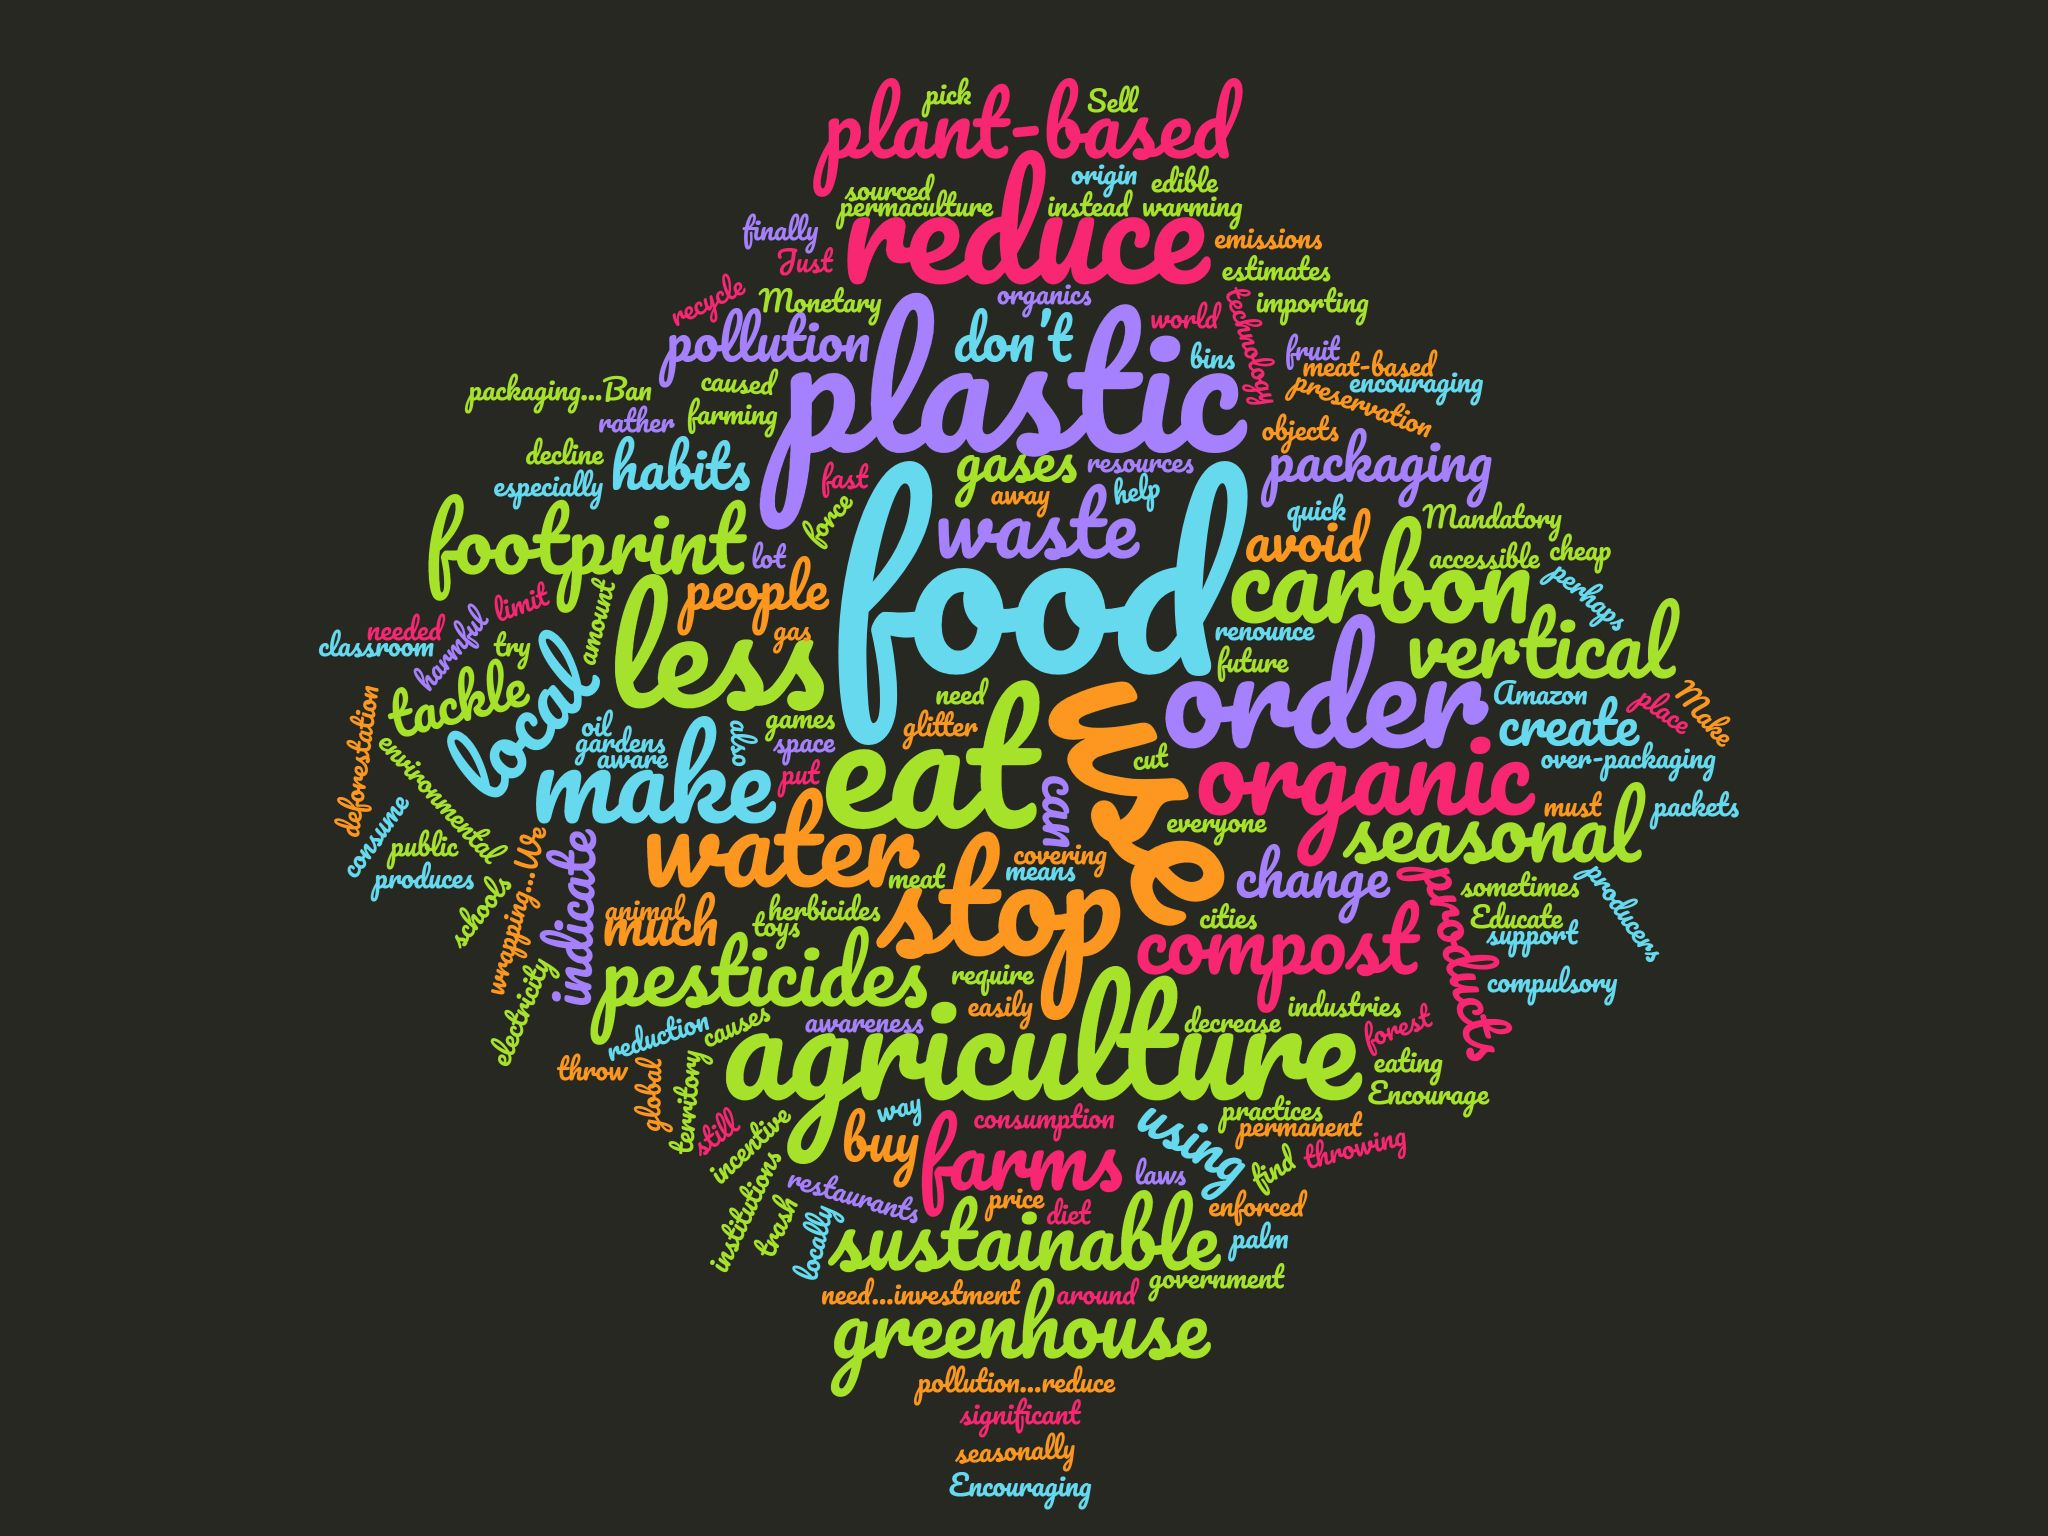 pick
Sell
plant-based
origin
edible
sourced
permaculture
instead
warming
finally
reduce
emissions
Just
estimates
recycle
Monetary
organics
technology
importing
world
pollution
don't
bins
fruit
meat-based
plastic
encouraging
preservation
packaging...Ban
caused
rather
farming
objects
decline
habits
gases
resources
packaging
especially
fast
away
help
quick
Mandatory
footprint
force
waste
avoid
accessible
cheap
lot
food
carbon
perhaps
people
amount
limit
needed
harmful
gas
renounce
vertical
classroom
try
less
future
tackle
local
need
order
Amazon
place
Make
deforestation
oil
games
glitter
create
gardens
also
space
environmental
aware
eat
We
cut
over-packaging
make
put
can
organic
consume
must
packets
water
everyone
seasonal
public
indicate
covering
produces
meat
means
change
products
sometimes
producers
schools
wrapping...We
animal
much
herbicides
toys
stop
cities
Educate
support
compost
pesticides
require
compulsory
electricity
easily
industries
reduction
causes
awareness
decrease
forest
agriculture
throw
global
territory
eating
Encourage
still
incentive
way
consumption
using
practices
permanent
buy
farms
throwing
institutions
restaurants
laws
find
trash
price
diet
enforced
locally
sustainable
palm
government
need...investment
around
greenhouse
pollution...reduce
significant
seasonally
Encouraging